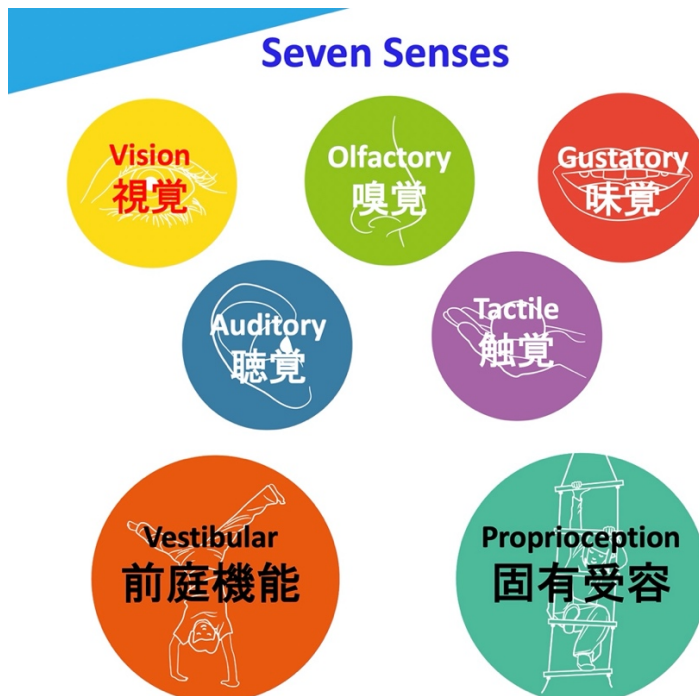 Seven Senses
Vision
視覚
Olfactory
嗅覚
Gustatory
味覚
Auditory
聴覚
Tactile
触覚
Vestibular
前庭機能
Proprioception
固有受容